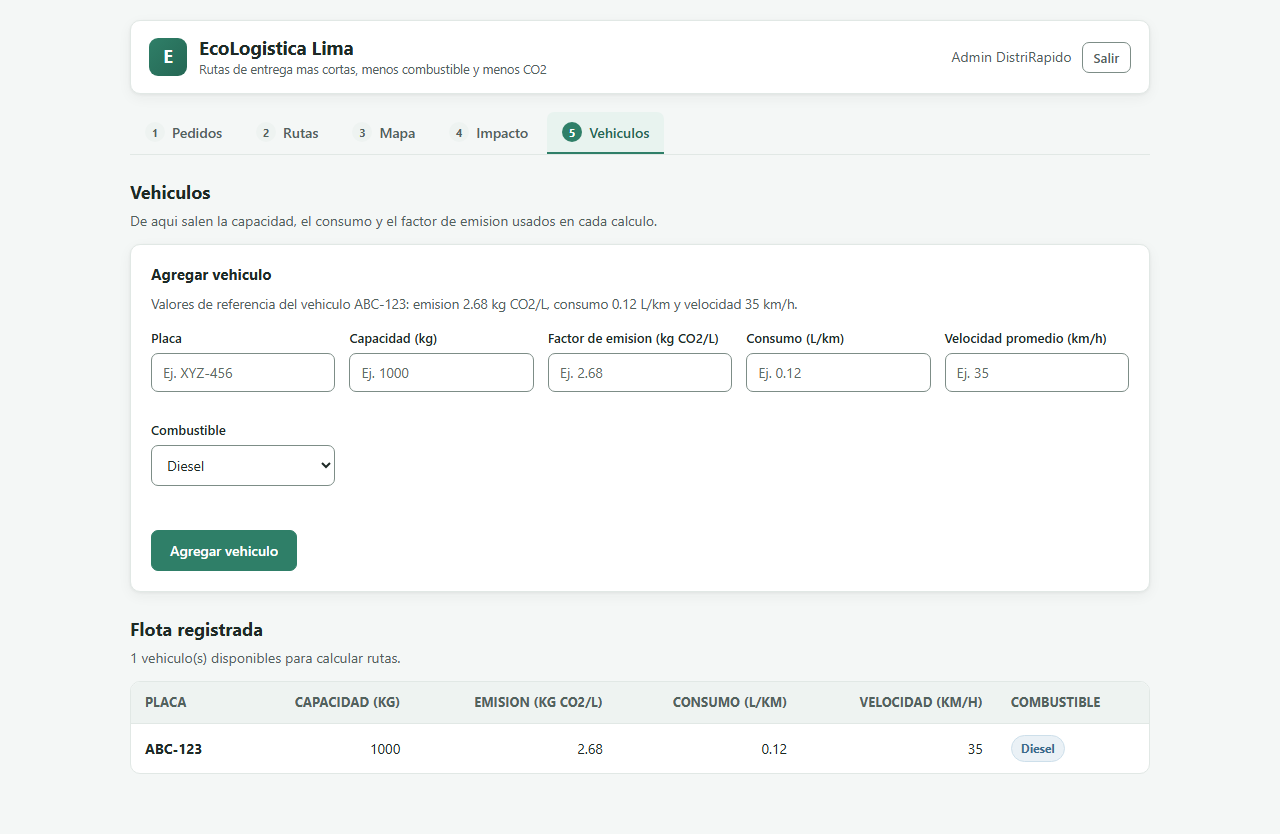 E
EcoLogistica Lima
Rutas de entrega mas cortas, menos combustible y menos CO2
Admin DistriRapido
Salir
1 Pedidos
2 Rutas
3 Mapa
4 Impacto
5 Vehiculos
Vehiculos
De aqui salen la capacidad, el consumo y el factor de emision usados en cada calculo.
Agregar vehiculo
Valores de referencia del vehiculo ABC-123: emision 2.68 kg CO2/L, consumo 0.12 L/km y velocidad 35 km/h.
Placa
Capacidad (kg)
Factor de emision (kg CO2/L)
Consumo (L/km)
Velocidad promedio (km/h)
Ej. XYZ-456
Ej. 1000
Ej. 2.68
Ej. 0.12
Ej. 35
Combustible
Diesel
Agregar vehiculo
Flota registrada
1 vehiculo(s) disponibles para calcular rutas.
PLACA CAPACIDAD (KG) EMISION (KG CO2/L) CONSUMO (L/KM) VELOCIDAD (KM/H) COMBUSTIBLE
ABC-123 1000 2.68 0.12 35 Diesel